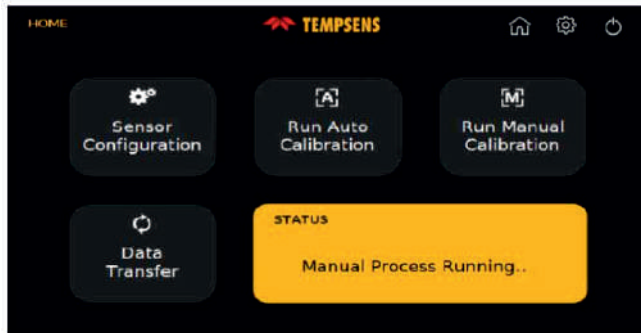 HOME
TEMPSENS
[A]
[M]
Sensor
Configuration
Run Auto
Calibration
Run Manual
Calibration
Data
Transfer
STATUS
Manual Process Running..